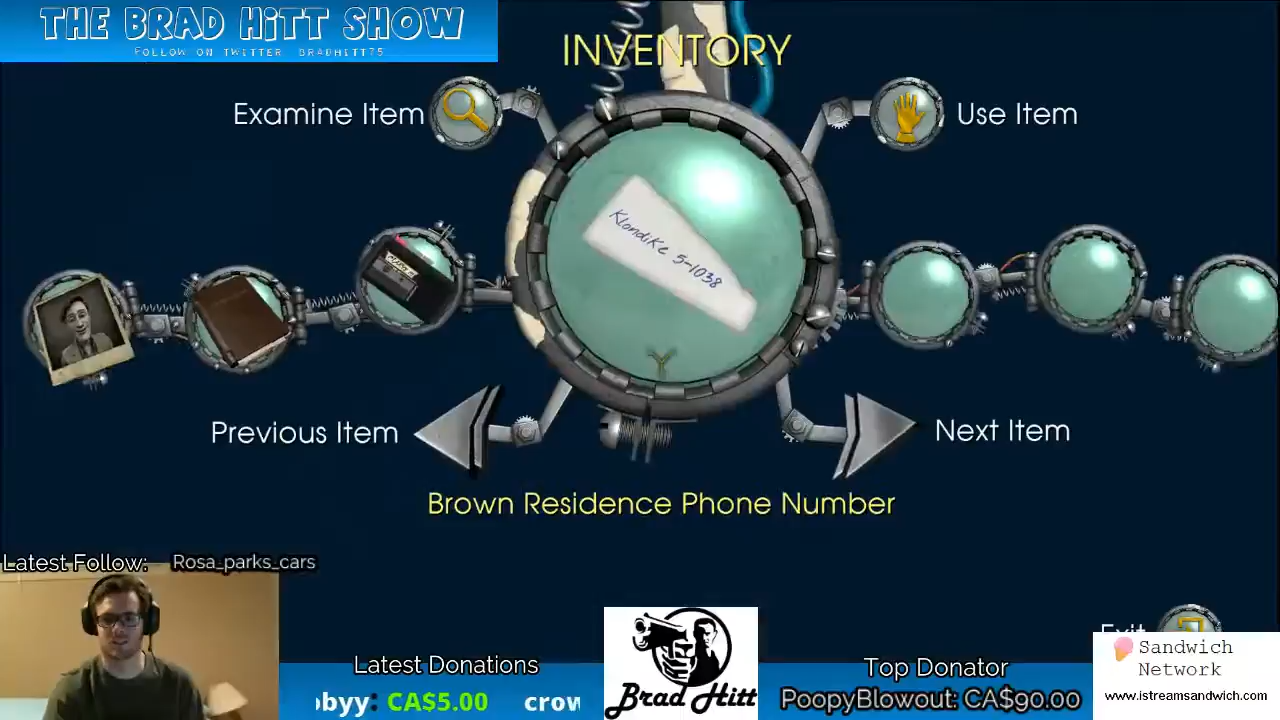 THE BRAD HiTT SHOW
FOLLOW ON TWITTER BRADHITT75
INVENTORY
Examine Item
Use Item
Klondike 5-1038
Previous Item
Next Item
Brown Residence Phone Number
Latest Follow: Rosa_parks_cars
Exit
Sandwich
Network
www.istreamsandwich.com
Latest Donations
obyy: CA$5.00 crow
Brad Hitt
Top Donator
PoopyBlowout: CA$90.00